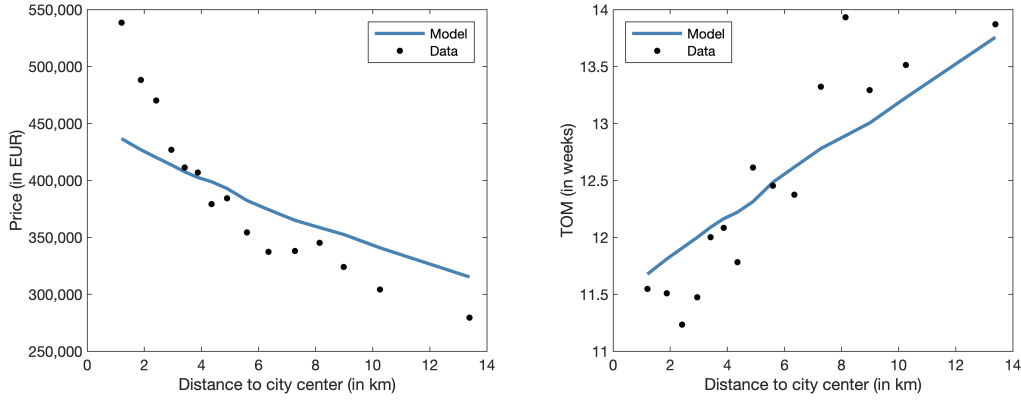 550,000
500,000
450,000
400,000
350,000
300,000
250,000
Price (in EUR)
Model
Data
0 2 4 6 8 10 12 14
Distance to city center (in km)
14
13.5
13
12.5
12
11.5
11
TOM (in weeks)
Model
Data
0 2 4 6 8 10 12 14
Distance to city center (in km)